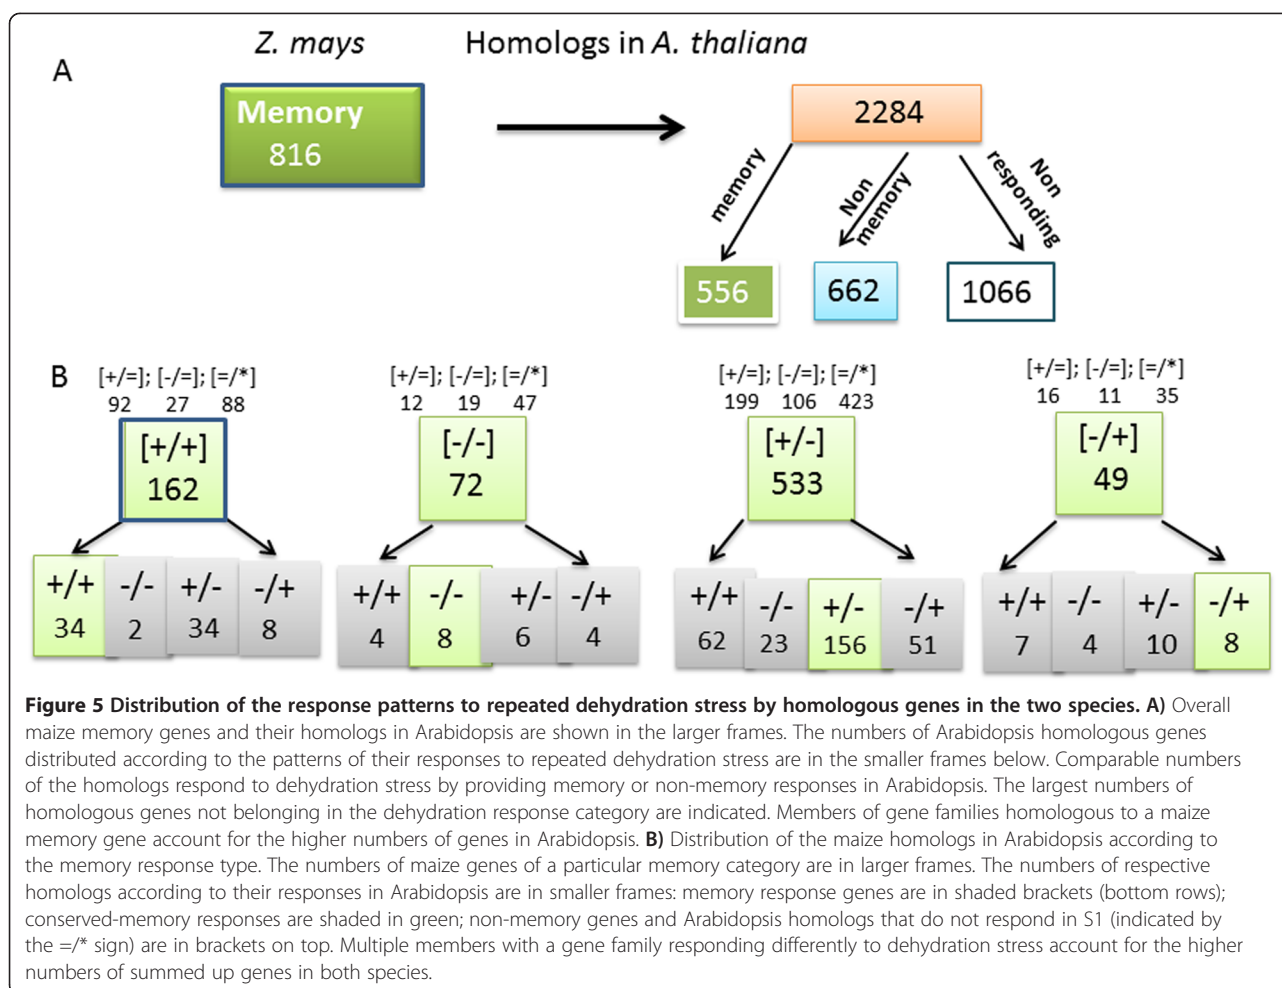 Z. mays Homologs in A. thaliana
A
Memory
816
2284
memory
Non
memory
Non
responding
556 662 1066
B
[+/=]; [-/=]; [=/*] [+/=]; [-/=]; [=/*] [+/=]; [-/=]; [=/*] [+/=]; [-/=]; [=/*]
92 27 88 12 19 47 199 106 423 16 11 35
[+/+] [-/-] [+/-] [-/+]
162 72 533 49
+/+ -/- +/- -/+ +/+ -/- +/- -/+ +/+ -/- +/- -/+ +/+ -/- +/- -/+
34 2 34 8 4 8 6 4 62 23 156 51 7 4 10 8
Figure 5 Distribution of the response patterns to repeated dehydration stress by homologous genes in the two species. A) Overall
maize memory genes and their homologs in Arabidopsis are shown in the larger frames. The numbers of Arabidopsis homologous genes
distributed according to the patterns of their responses to repeated dehydration stress are in the smaller frames below. Comparable numbers
of the homologs respond to dehydration stress by providing memory or non-memory responses in Arabidopsis. The largest numbers of
homologous genes not belonging in the dehydration response category are indicated. Members of gene families homologous to a maize
memory gene account for the higher numbers of genes in Arabidopsis. B) Distribution of the maize homologs in Arabidopsis according to
the memory response type. The numbers of maize genes of a particular memory category are in larger frames. The numbers of respective
homologs according to their responses in Arabidopsis are in smaller frames: memory response genes are in shaded brackets (bottom rows);
conserved-memory responses are shaded in green; non-memory genes and Arabidopsis homologs that do not respond in S1 (indicated by
the =/* sign) are in brackets on top. Multiple members with a gene family responding differently to dehydration stress account for the higher
numbers of summed up genes in both species.